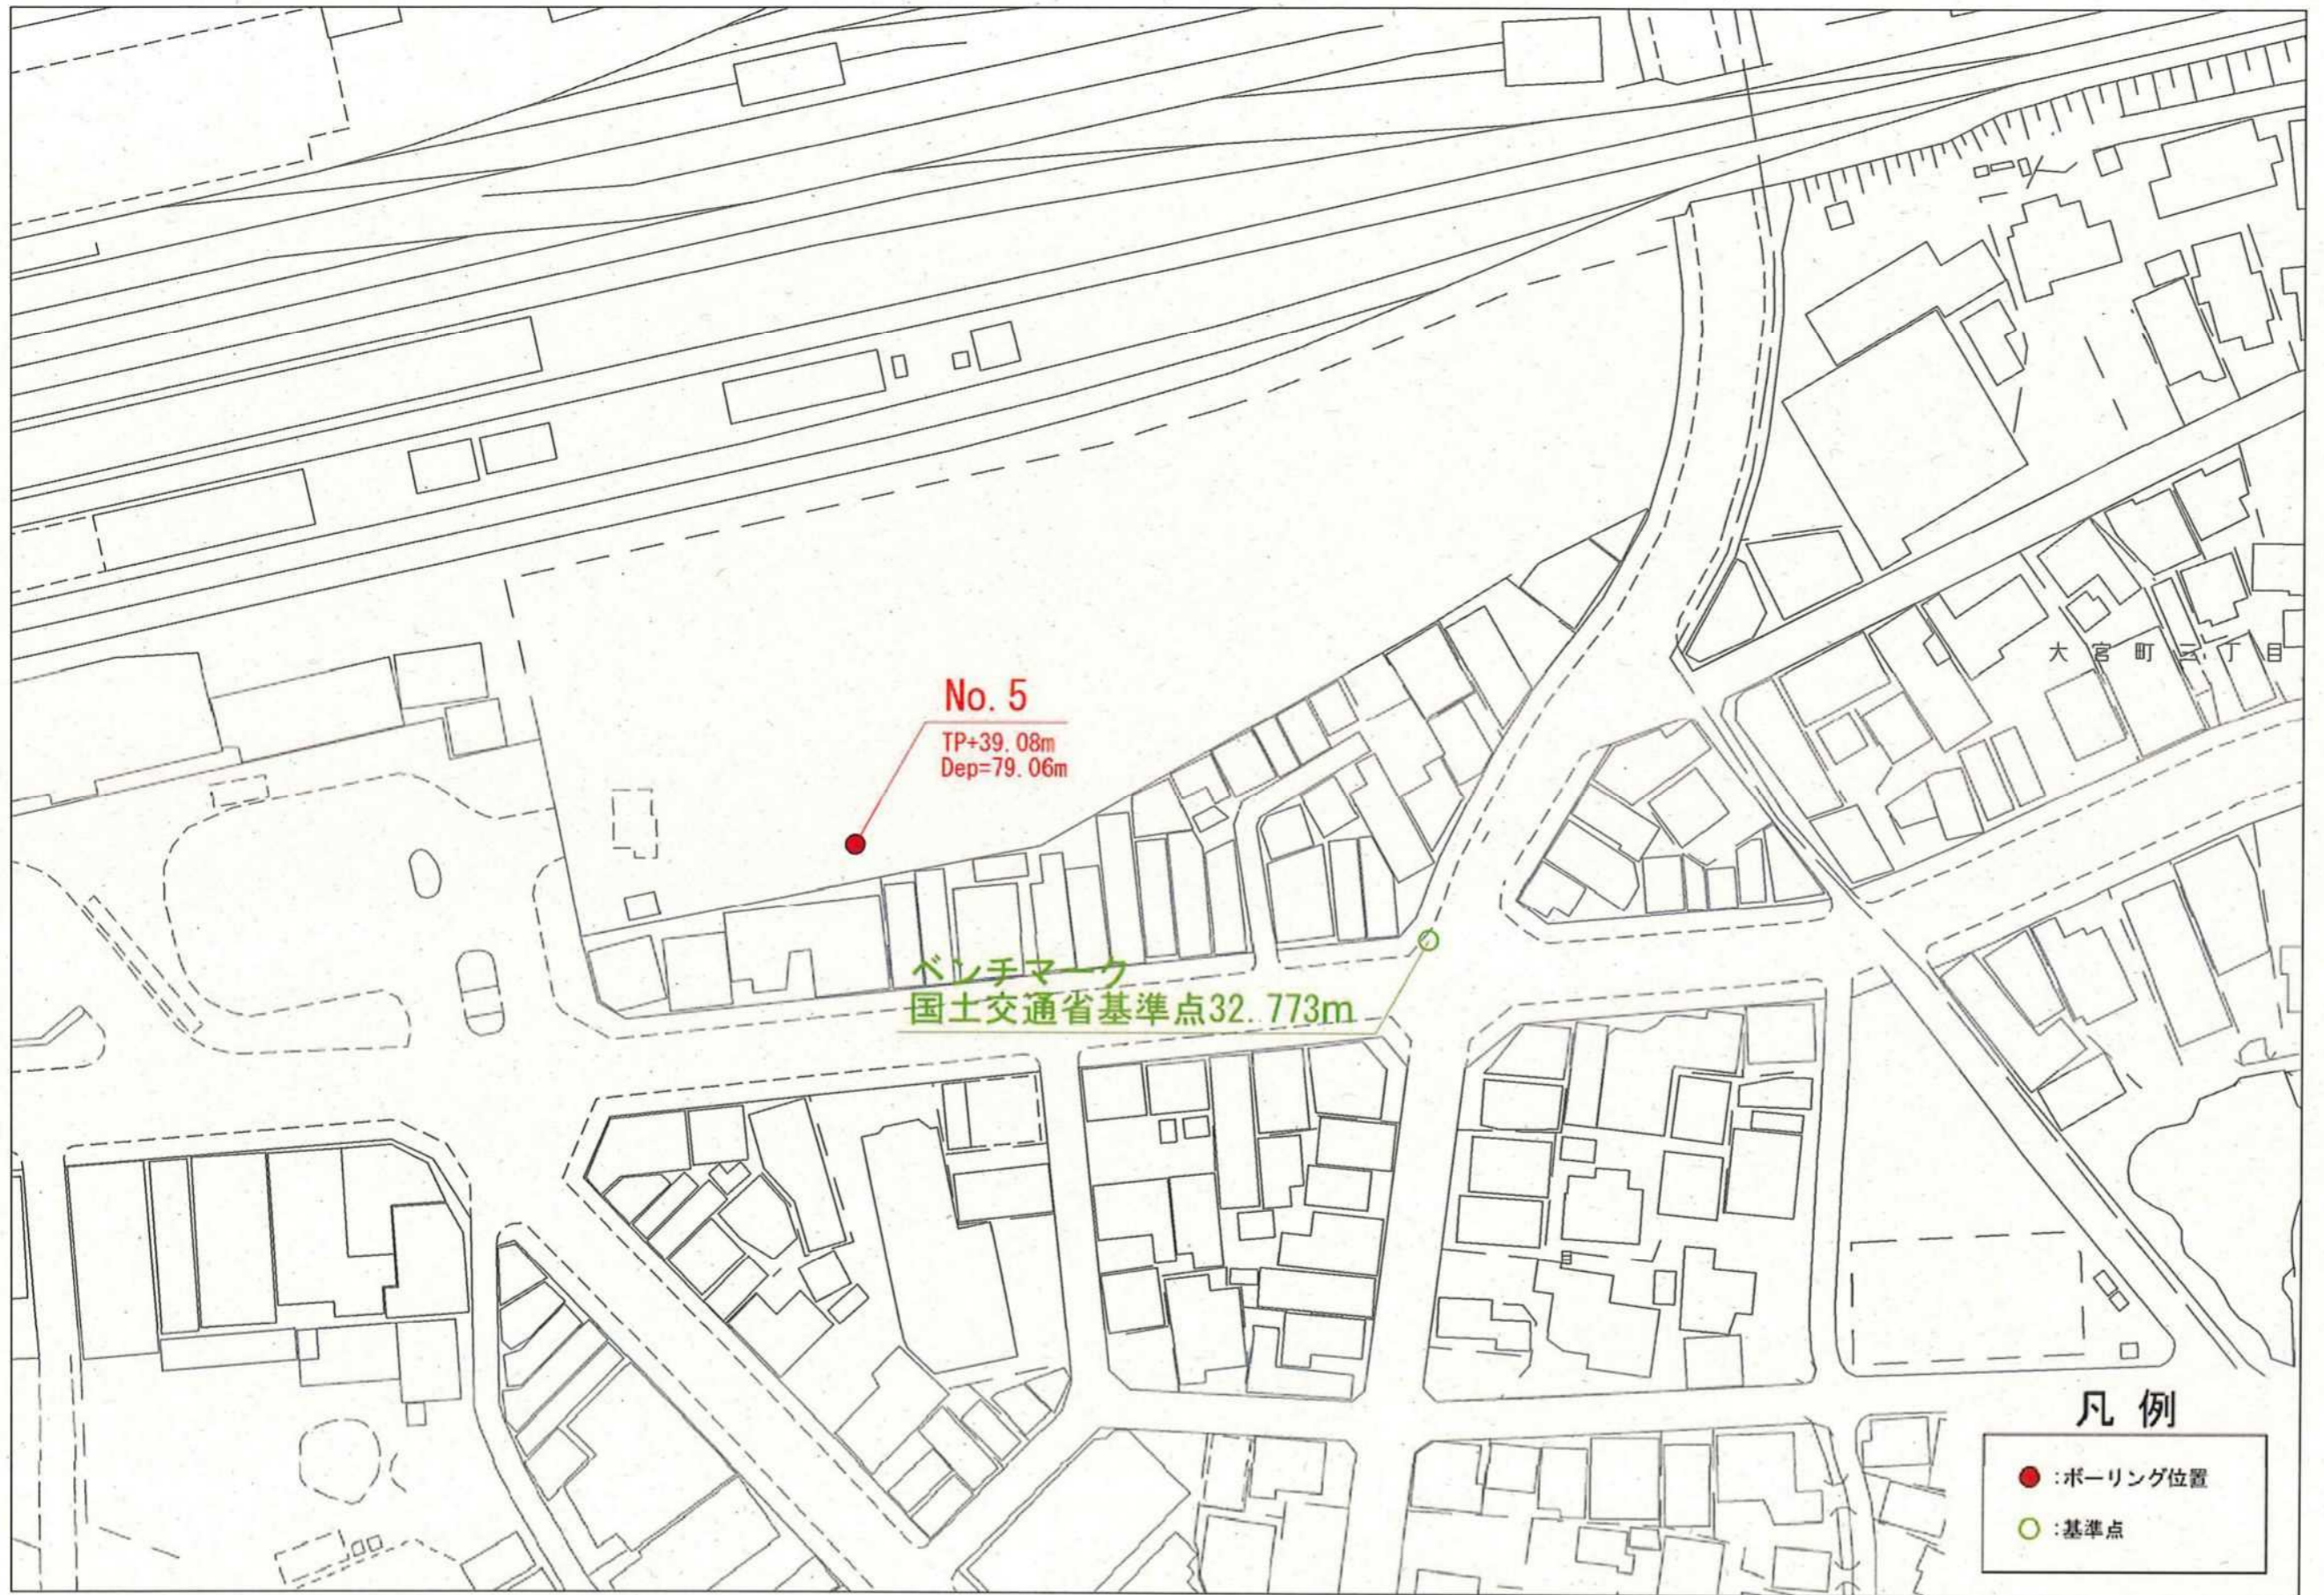 大宮町三丁目
No. 5
TP+39.08m
Dep=79.06m
ベンチマーク
国土交通省基準点32.773m
凡例
:ボーリング位置
:基準点